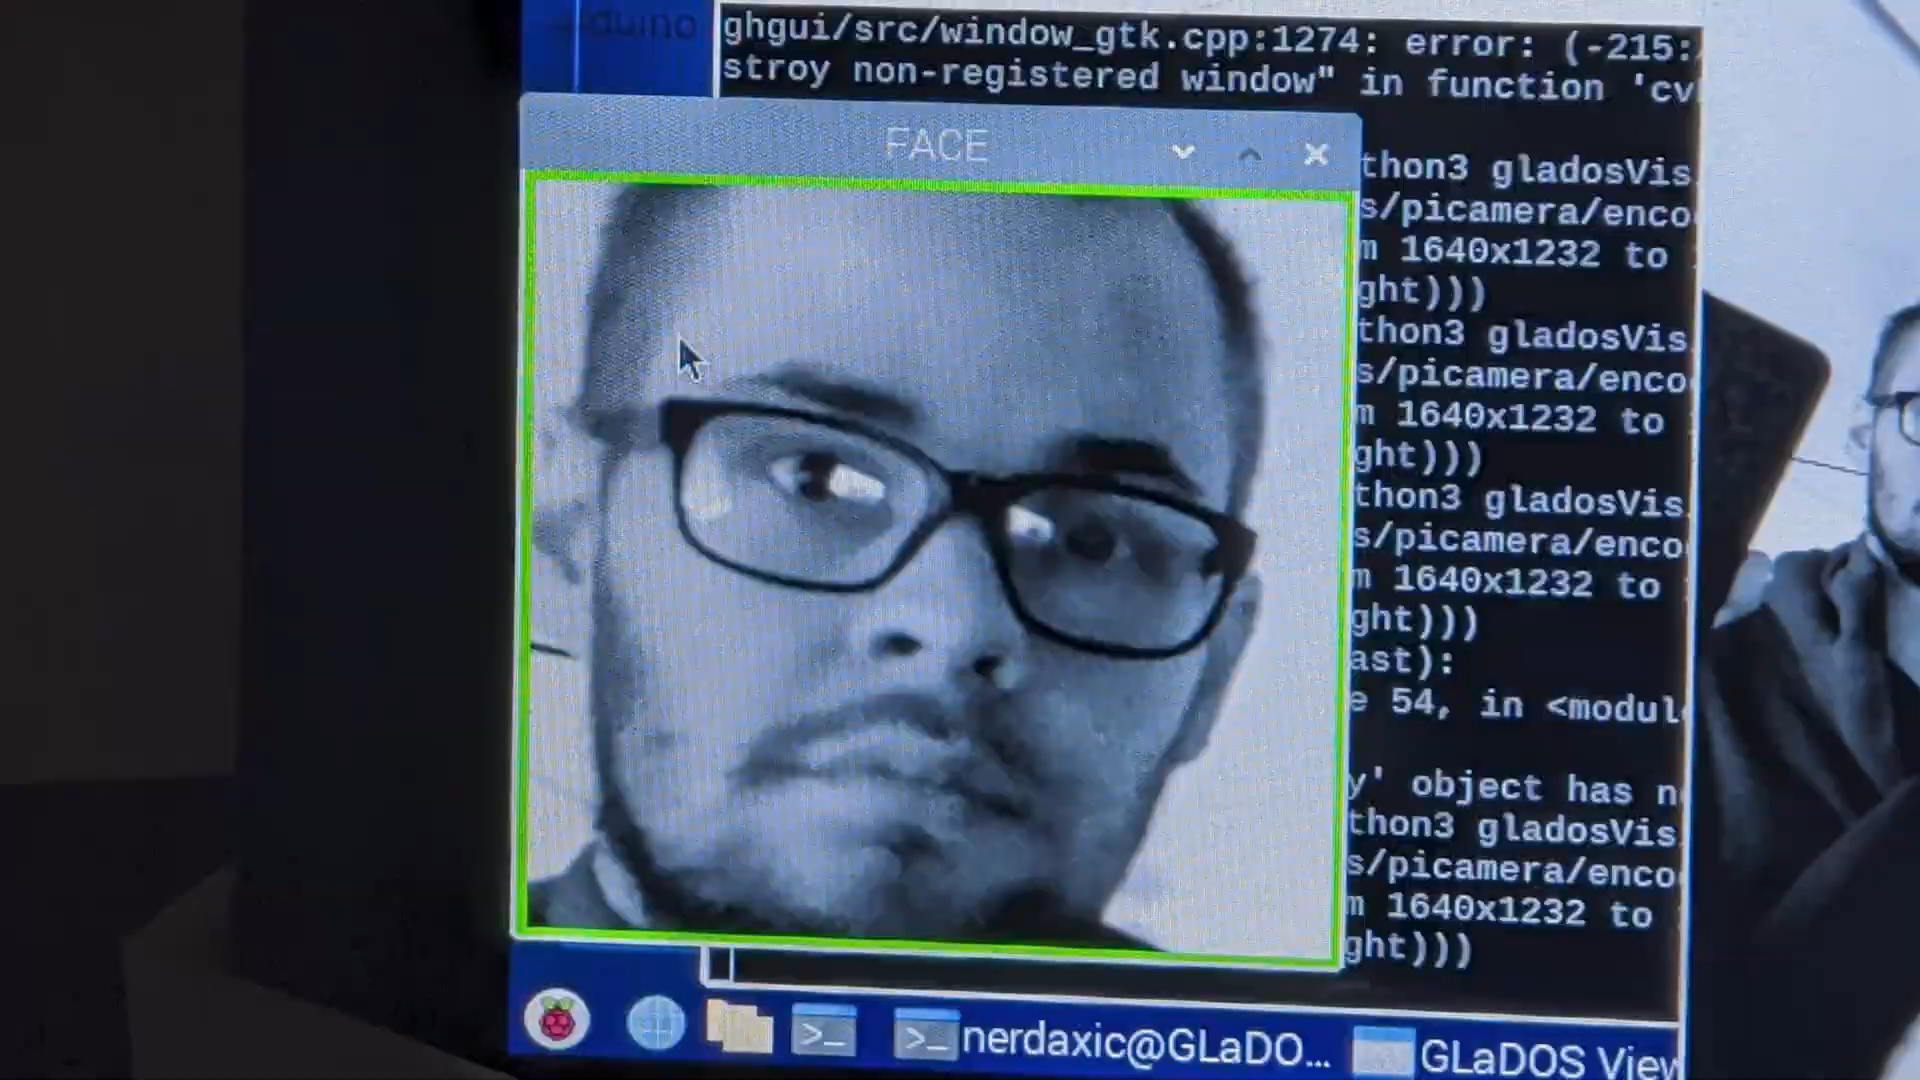 duino
ghgui/src/window_gtk.cpp:1274: error: (-215:
stroy non-registered window" in function 'cv
FACE
thon3 gladosVis
s/picamera/enco
m 1640x1232 to
ght)))
thon3 gladosVis
s/picamera/enco
m 1640x1232 to
ght)))
thon3 gladosVis
s/picamera/enco
m 1640x1232 to
ght)))
ast):
e 54, in <modul
y' object has n
thon3 gladosVis
s/picamera/enco
m 1640x1232 to
ght)))
>_
>_ nerdaxic@GLaDO...
GLaDOS View